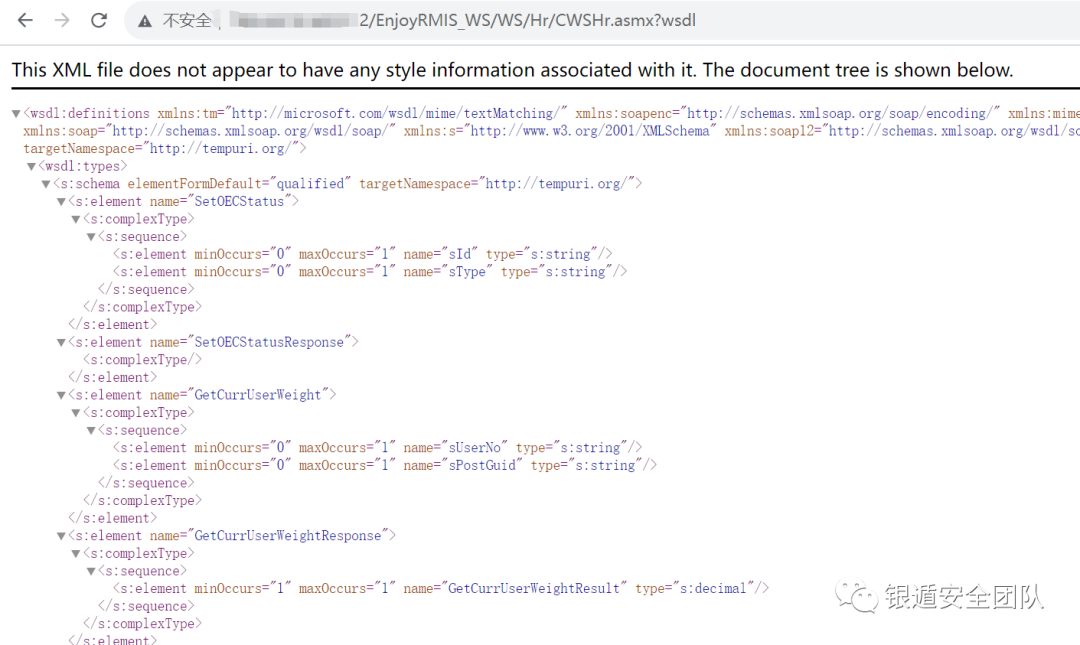 不安全 2/EnjoyRMIS_WS/WS/Hr/CWSHr.asmx?wsdl
This XML file does not appear to have any style information associated with it. The document tree is shown below.
▼<wsdl:definitions xmlns:tm="http://microsoft.com/wsdl/mime/textMatching/" xmlns:soapenc="http://schemas.xmlsoap.org/soap/encoding/" xmlns:mime
xmlns:soap="http://schemas.xmlsoap.org/wsdl/soap/" xmlns:s="http://www.w3.org/2001/XMLSchema" xmlns:soap12="http://schemas.xmlsoap.org/wsdl/so
targetNamespace="http://tempuri.org/">
▼<wsdl:types>
▼<s:schema elementFormDefault="qualified" targetNamespace="http://tempuri.org/">
▼<s:element name="SetOECStatus">
▼<s:complexType>
▼<s:sequence>
<s:element minOccurs="0" maxOccurs="1" name="sId" type="s:string"/>
<s:element minOccurs="0" maxOccurs="1" name="sType" type="s:string"/>
</s:sequence>
</s:complexType>
</s:element>
▼<s:element name="SetOECStatusResponse">
<s:complexType/>
</s:element>
▼<s:element name="GetCurrUserWeight">
▼<s:complexType>
▼<s:sequence>
<s:element minOccurs="0" maxOccurs="1" name="sUserNo" type="s:string"/>
<s:element minOccurs="0" maxOccurs="1" name="sPostGuid" type="s:string"/>
</s:sequence>
</s:complexType>
</s:element>
▼<s:element name="GetCurrUserWeightResponse">
▼<s:complexType>
▼<s:sequence>
<s:element minOccurs="1" maxOccurs="1" name="GetCurrUserWeightResult" type="s:decimal"/>
</s:sequence>
</s:complexType>
</s:element>
银遁安全团队